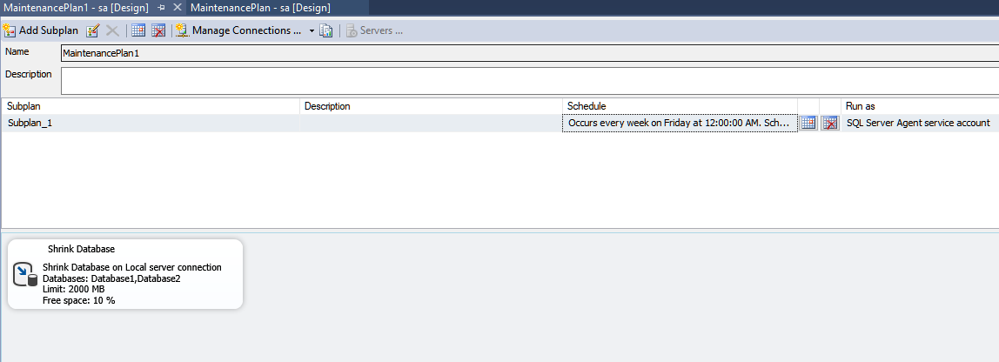 MaintenancePlan1 - sa [Design] MaintenancePlan - sa [Design]
Add Subplan Manage Connections ... Servers ...
Name MaintenancePlan1
Description
Subplan Description Schedule Run as
Subplan_1 Occurs every week on Friday at 12:00:00 AM. Sch... SQL Server Agent service account
Shrink Database
Shrink Database on Local server connection
Databases: Database1,Database2
Limit: 2000 MB
Free space: 10 %